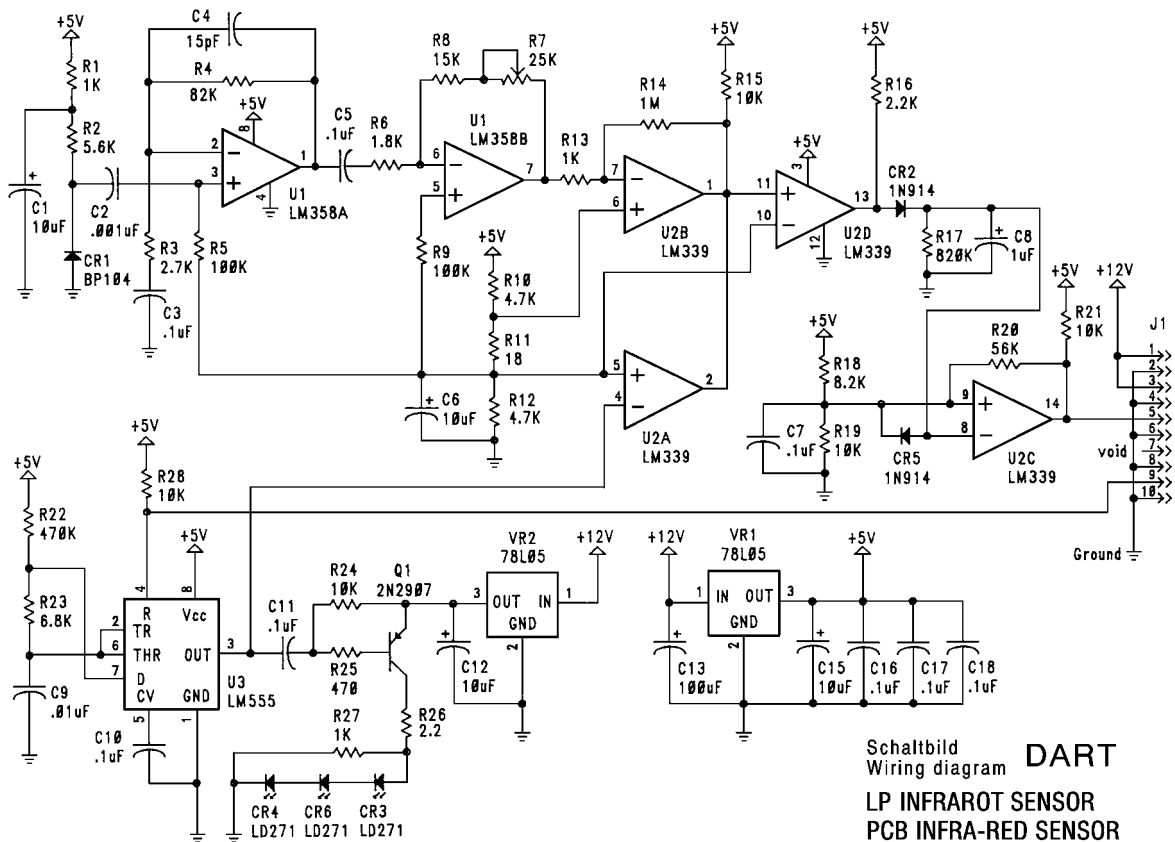 +5V
R1
1K
R2
5.6K
C1
10uF
C2
.001uF
CR1
BP104
C4
15pF
R4
82K
+5V
8
2
3
1
4
U1
LM358A
R3
2.7K
R5
100K
C3
.1uF
C5
.1uF
R6
1.8K
R8
15K
R7
25K
U1
LM358B
6
5
7
R9
100K
+5V
R10
4.7K
R11
18
R12
4.7K
C6
10uF
R13
1K
R14
1M
7
6
1
U2B
LM339
+5V
R15
10K
5
4
2
U2A
LM339
+5V
R16
2.2K
+5V
3
11
10
13
12
U2D
LM339
CR2
1N914
R17
820K
C8
1uF
+5V
R18
8.2K
R19
10K
C7
.1uF
CR5
1N914
R20
56K
+5V
R21
10K
9
8
14
U2C
LM339
+12V
J1
1
2
3
4
5
6
7
8
9
10
void
Ground
+5V
R22
470K
R23
6.8K
C9
.01uF
+5V
R28
10K
+5V
4
8
R
Vcc
2
TR
6
THR
OUT
3
7
D
CV
GND
5
1
U3
LM555
C10
.1uF
C11
.1uF
R24
10K
R25
470
Q1
2N2907
R27
1K
R26
2.2
CR4
LD271
CR6
LD271
CR3
LD271
C12
10uF
VR2
78L05
3
OUT IN
1
GND
2
+12V
+12V
VR1
78L05
1
IN OUT
3
GND
2
+5V
C13
100uF
C15
10uF
C16
.1uF
C17
.1uF
C18
.1uF
Schaltbild
Wiring diagram DART
LP INFRAROT SENSOR
PCB INFRA-RED SENSOR